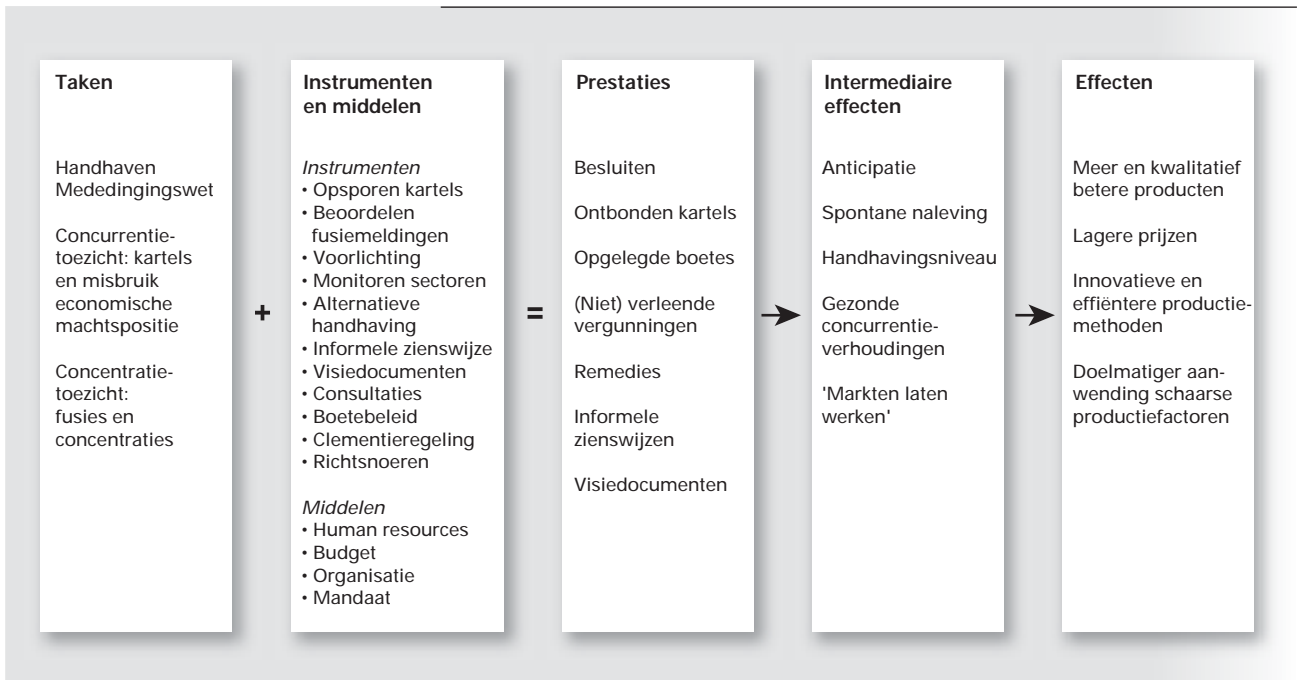 Taken
Handhaven
Mededingingswet
Concurrentie-
toezicht: kartels
en misbruik
economische
machtspositie
Concentratie-
toezicht:
fusies en
concentraties
+
Instrumenten
en middelen
Instrumenten
• Opsporen kartels
• Beoordelen
fusiemeldingen
• Voorlichting
• Monitoren sectoren
• Alternatieve
handhaving
• Informele zienswijze
• Visiedocumenten
• Consultaties
• Boetebeleid
• Clementieregeling
• Richtsnoeren
Middelen
• Human resources
• Budget
• Organisatie
• Mandaat
=
Prestaties
Besluiten
Ontbonden kartels
Opgelegde boetes
(Niet) verleende
vergunningen
Remedies
Informele
zienswijzen
Visiedocumenten
Intermediaire
effecten
Anticipatie
Spontane naleving
Handhavingsniveau
Gezonde
concurrentie-
verhoudingen
'Markten laten
werken'
Effecten
Meer en kwalitatief
betere producten
Lagere prijzen
Innovatieve en
effiëntere productie-
methoden
Doelmatiger aan-
wending schaarse
productiefactoren